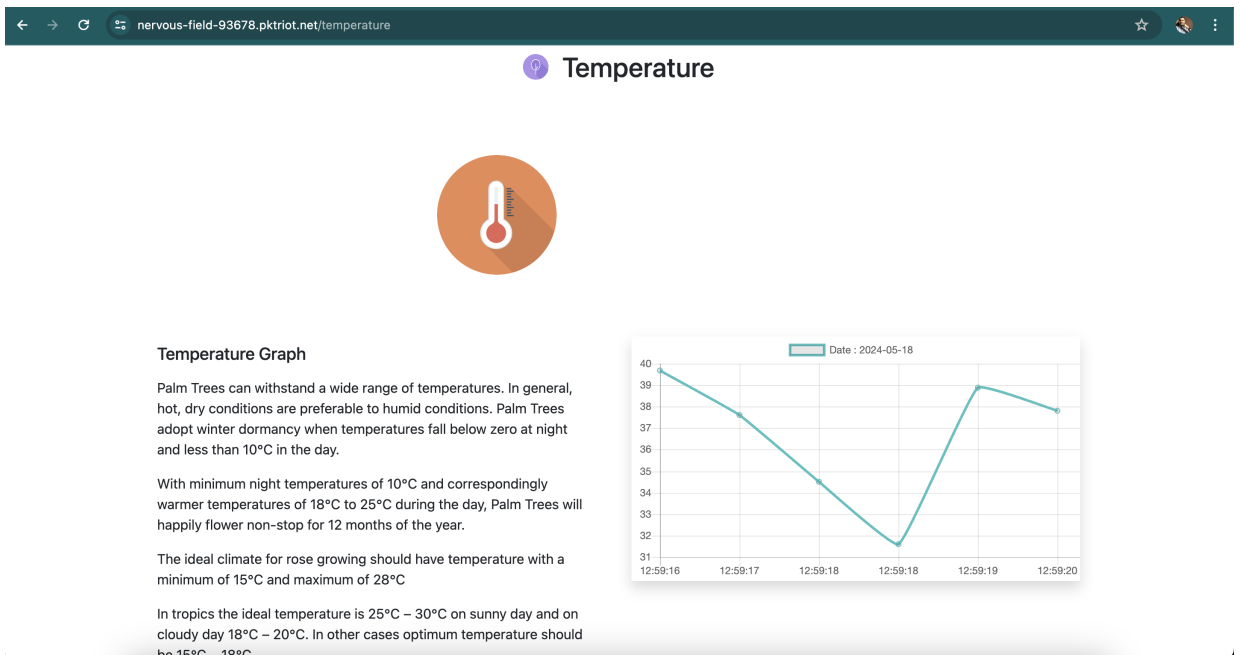 nervous-field-93678.pktriot.net/temperature
Temperature
Temperature Graph
Palm Trees can withstand a wide range of temperatures. In general,
hot, dry conditions are preferable to humid conditions. Palm Trees
adopt winter dormancy when temperatures fall below zero at night
and less than 10°C in the day.
With minimum night temperatures of 10°C and correspondingly
warmer temperatures of 18°C to 25°C during the day, Palm Trees will
happily flower non-stop for 12 months of the year.
The ideal climate for rose growing should have temperature with a
minimum of 15°C and maximum of 28°C
In tropics the ideal temperature is 25°C – 30°C on sunny day and on
cloudy day 18°C – 20°C. In other cases optimum temperature should
be 15°C – 18°C
Date : 2024-05-18
40
39
38
37
36
35
34
33
32
31
12:59:16 12:59:17 12:59:18 12:59:18 12:59:19 12:59:20